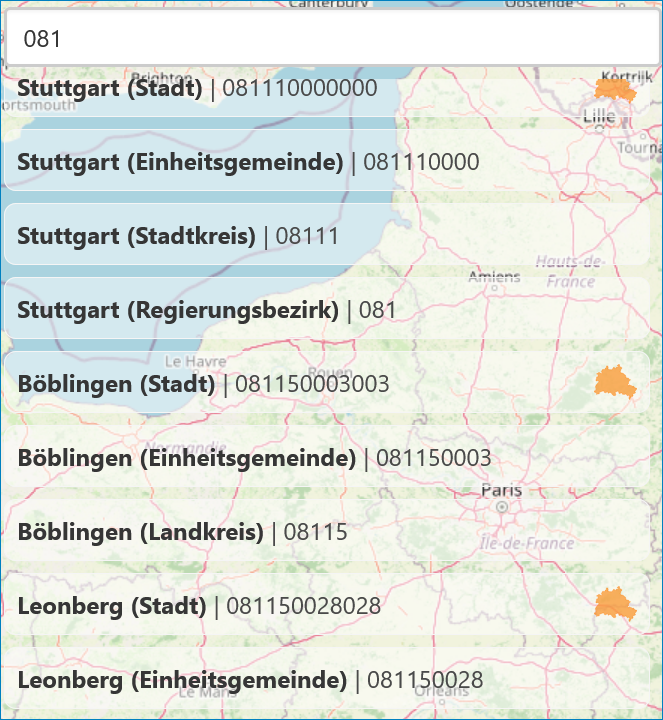 Canterbury
Oostende
081
Brighton
Kortrijk
Stuttgart (Stadt) | 081110000000
Lille
Stuttgart (Einheitsgemeinde) | 081110000
Stuttgart (Stadtkreis) | 08111
Hauts-de-
France
Amiens
Stuttgart (Regierungsbezirk) | 081
Le Havre
Rouen
Böblingen (Stadt) | 081150003003
Normandie
Böblingen (Einheitsgemeinde) | 081150003
Paris
Böblingen (Landkreis) | 08115
Île-de-France
Leonberg (Stadt) | 081150028028
Leonberg (Einheitsgemeinde) | 081150028
Le Mans
Orléans